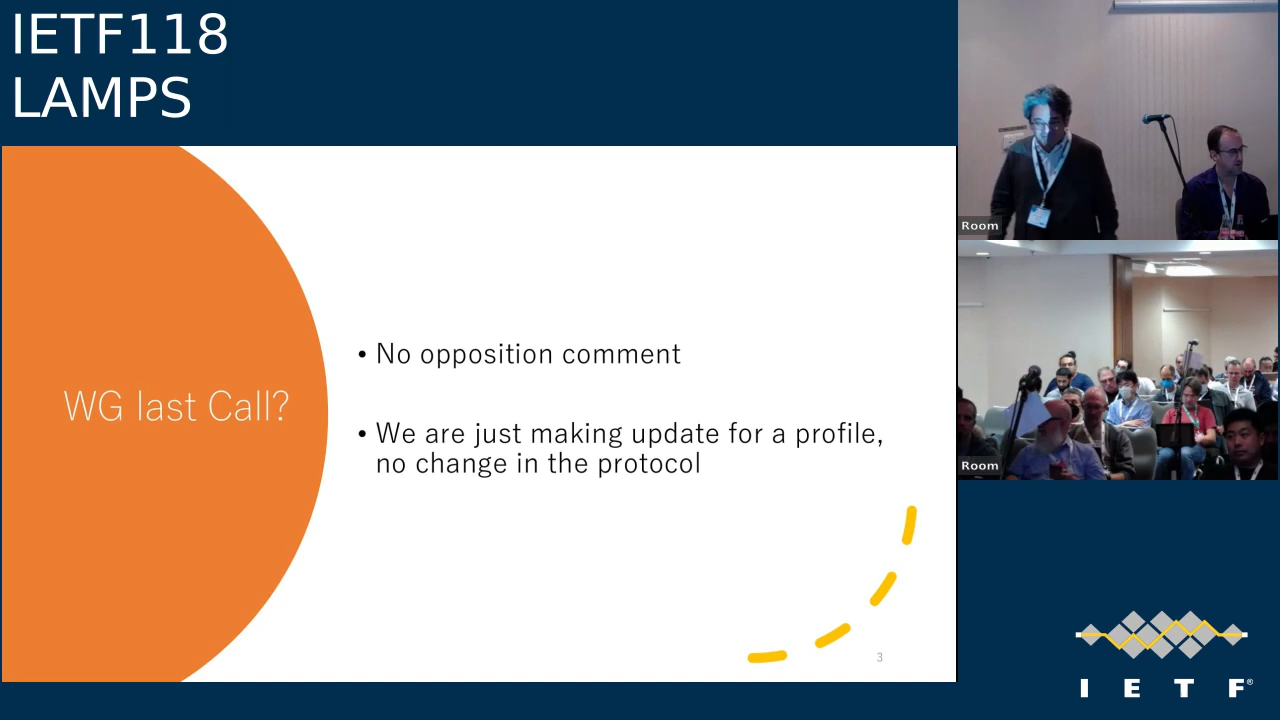 IETF118
LAMPS
WG last Call?
• No opposition comment
• We are just making update for a profile,
no change in the protocol
3
Room
Room
I E T F®